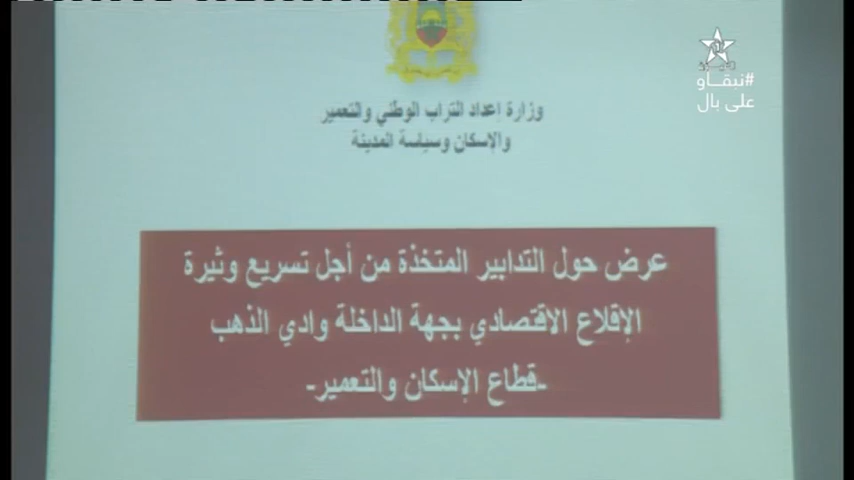 #نبقاو
على بال
وزارة إعداد التراب الوطني والتعمير
والإسكان وسياسة المدينة
عرض حول التدابير المتخذة من أجل تسريع وثيرة
الإقلاع الاقتصادي بجهة الداخلة وادي الذهب
-قطاع الإسكان والتعمير-